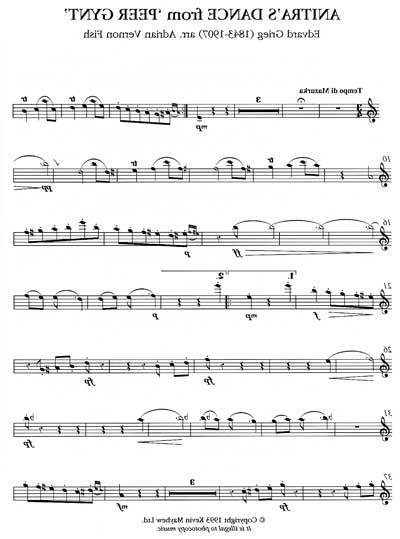 ANITRA'S DANCE from 'PEER GYNT'
Edvard Grieg (1843-1907) arr. Adrian Vernon Fish
Tempo di Mazurka
3
mp
10
pp
16
p
ff
21
1. 2.
ff mp p
26
fp fp
31
fp
37
3
fp
© Copyright 1993 Kevin Mayhew Ltd.
It is illegal to photocopy music.